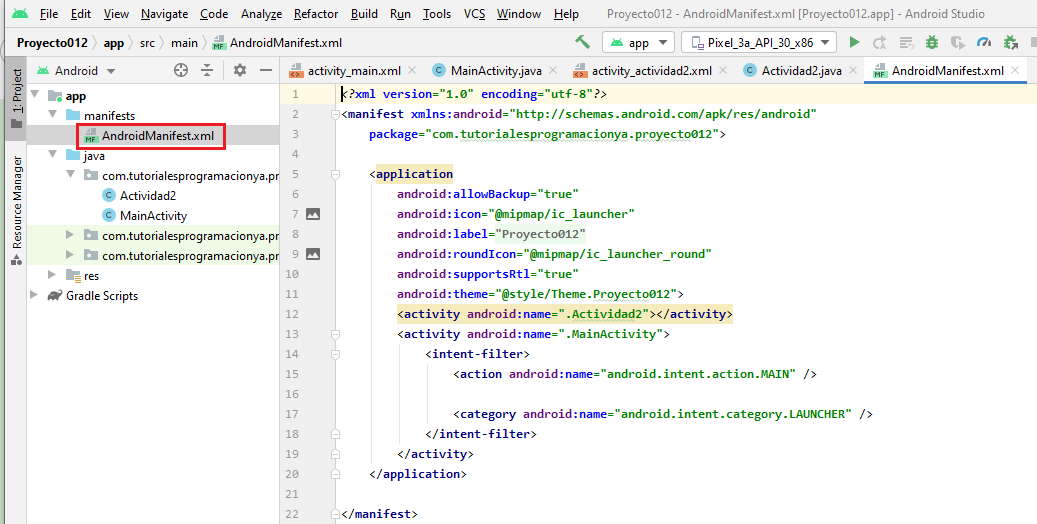 File Edit View Navigate Code Analyze Refactor Build Run Tools VCS Window Help Proyecto012 - AndroidManifest.xml [Proyecto012.app] - Android Studio
Proyecto012 app src main AndroidManifest.xml app Pixel_3a_API_30_x86
1: Project
Resource Manager
Android
app
manifests
AndroidManifest.xml
java
com.tutorialesprogramacionya.pr
Actividad2
MainActivity
com.tutorialesprogramacionya.pr
com.tutorialesprogramacionya.pr
res
Gradle Scripts
activity_main.xml MainActivity.java activity_actividad2.xml Actividad2.java AndroidManifest.xml
1 <?xml version="1.0" encoding="utf-8"?>
2 <manifest xmlns:android="http://schemas.android.com/apk/res/android"
3 package="com.tutorialesprogramacionya.proyecto012">
4
5 <application
6 android:allowBackup="true"
7 android:icon="@mipmap/ic_launcher"
8 android:label="Proyecto012"
9 android:roundIcon="@mipmap/ic_launcher_round"
10 android:supportsRtl="true"
11 android:theme="@style/Theme.Proyecto012">
12 <activity android:name=".Actividad2"></activity>
13 <activity android:name=".MainActivity">
14 <intent-filter>
15 <action android:name="android.intent.action.MAIN" />
16
17 <category android:name="android.intent.category.LAUNCHER" />
18 </intent-filter>
19 </activity>
20 </application>
21
22 </manifest>